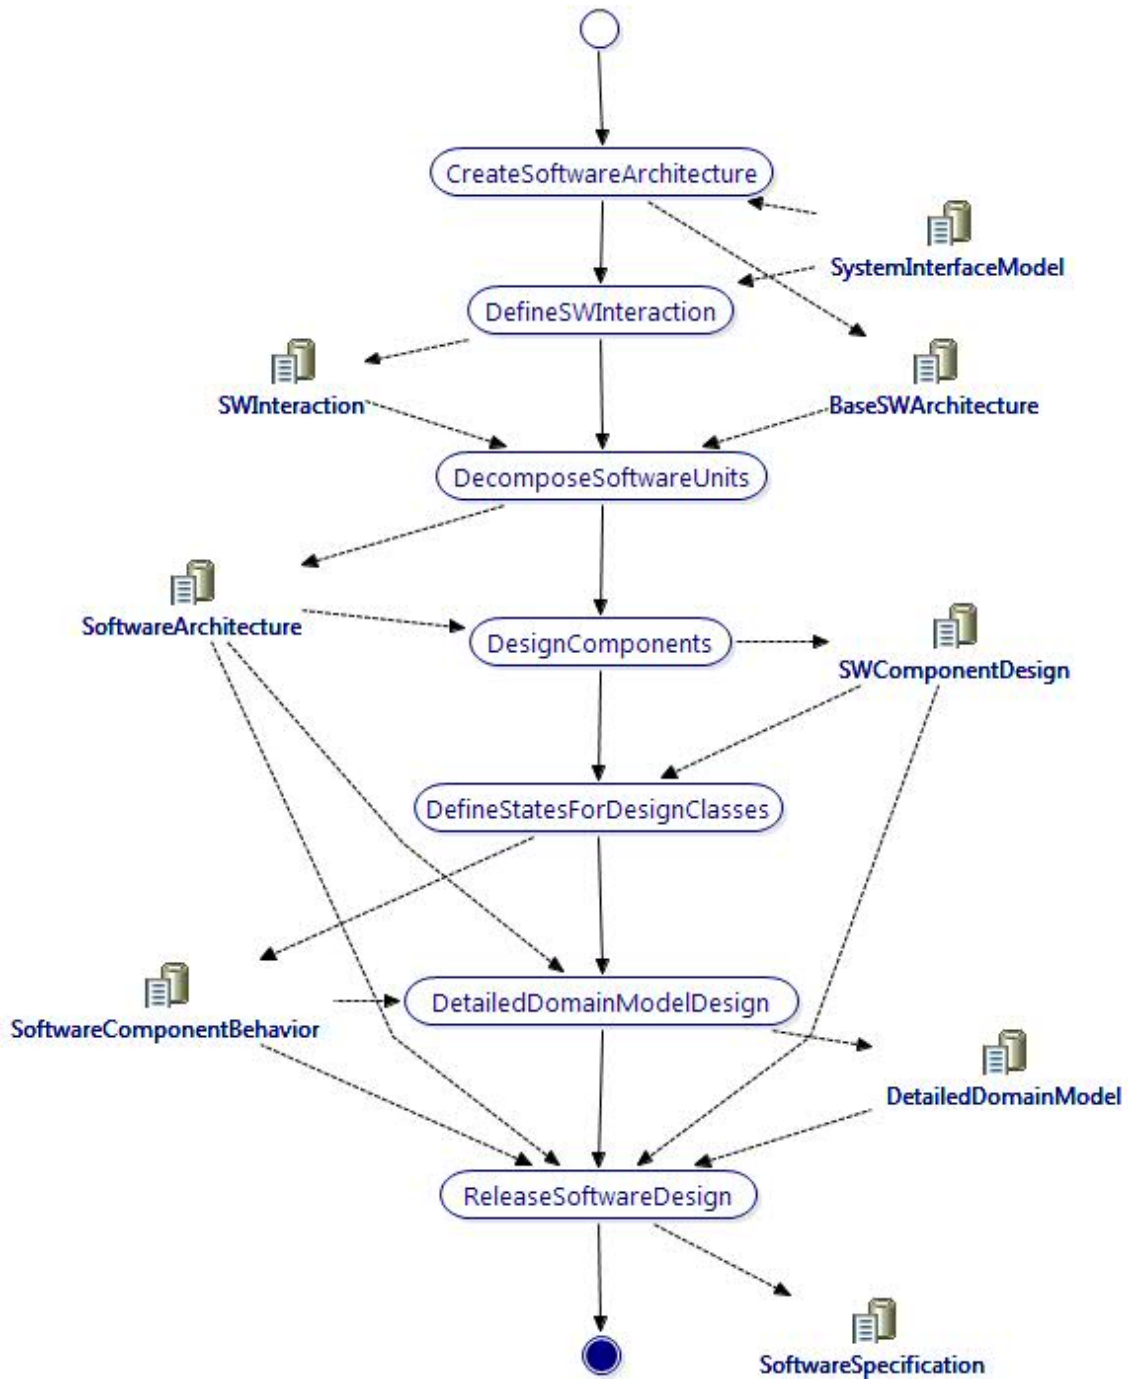 CreateSoftwareArchitecture
SystemInterfaceModel
DefineSWInteraction
SWInteraction
BaseSWArchitecture
DecomposeSoftwareUnits
SoftwareArchitecture
DesignComponents
SWComponentDesign
DefineStatesForDesignClasses
DetailedDomainModelDesign
SoftwareComponentBehavior
DetailedDomainModel
ReleaseSoftwareDesign
SoftwareSpecification